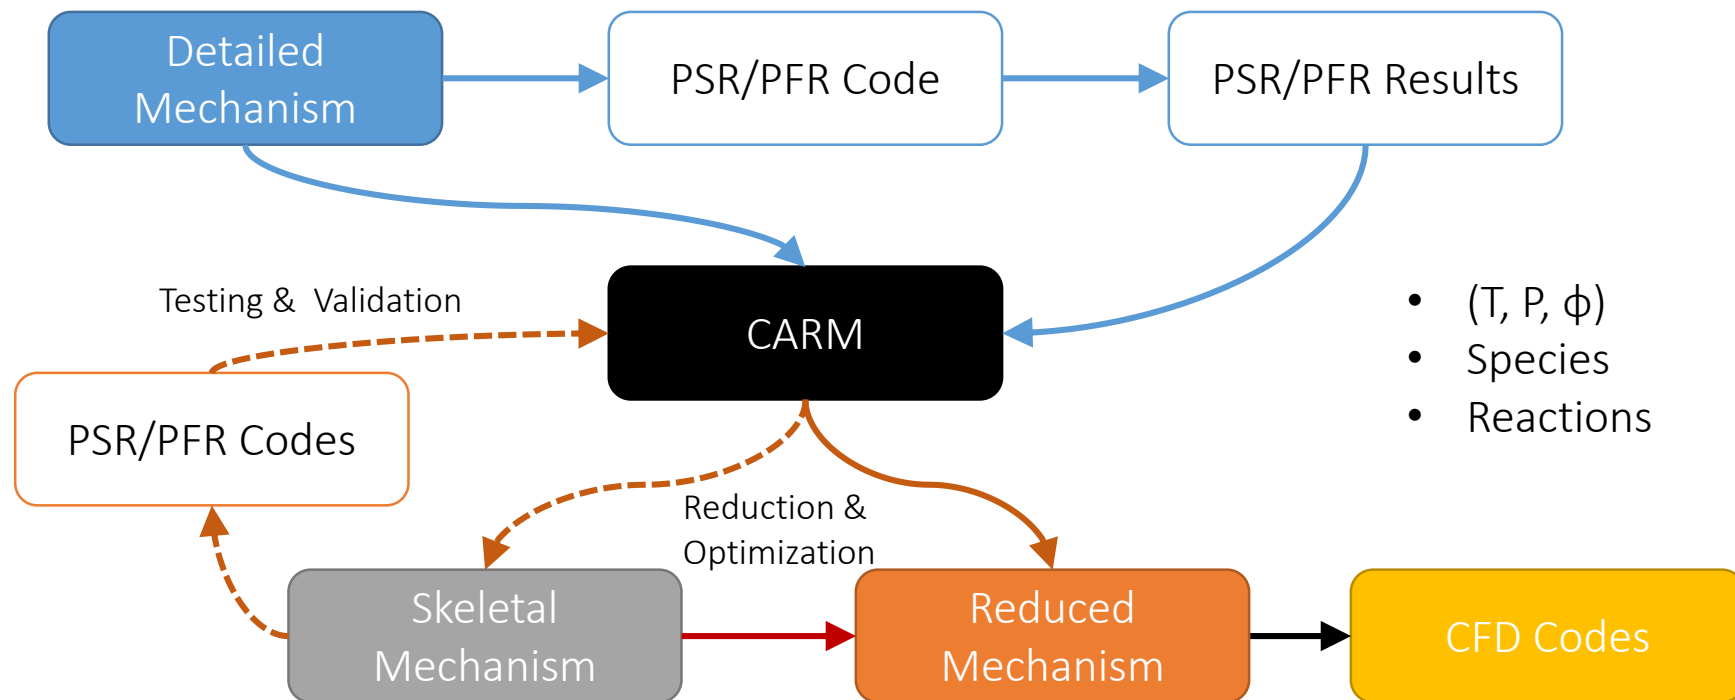 Detailed
Mechanism
PSR/PFR Code
PSR/PFR Results
Testing & Validation
CARM
• (T, P, ϕ)
• Species
• Reactions
PSR/PFR Codes
Reduction &
Optimization
Skeletal
Mechanism
Reduced
Mechanism
CFD Codes